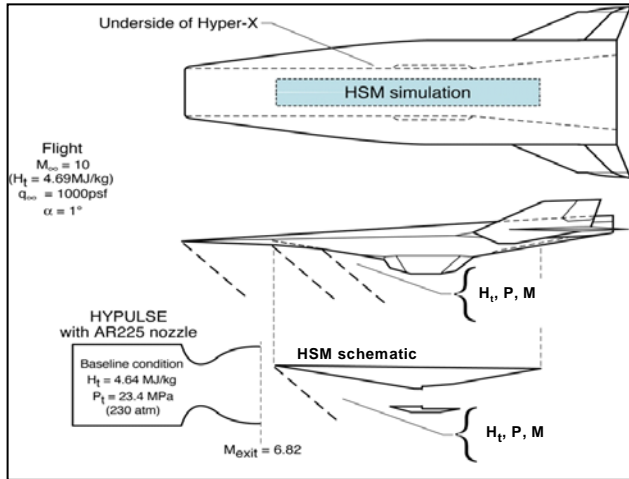 Underside of Hyper-X
HSM simulation
Flight
M∞ = 10
(Hₜ = 4.69MJ/kg)
q∞ = 1000psf
α = 1°
Hₜ, P, M
HYPULSE
with AR225 nozzle
Baseline condition
Hₜ = 4.64 MJ/kg
Pₜ = 23.4 MPa
(230 atm)
HSM schematic
Hₜ, P, M
Mexit = 6.82